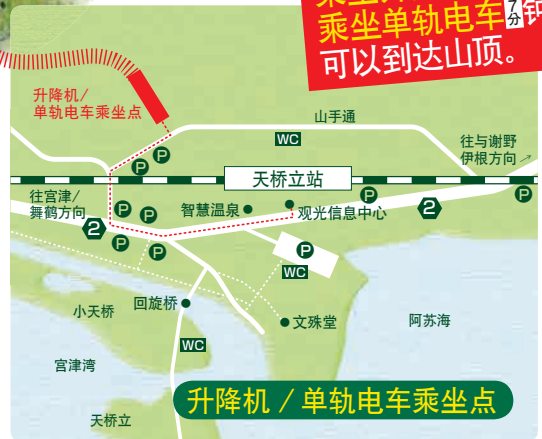 乘坐单轨电车7分钟
可以到达山顶。
升降机/
单轨电车乘坐点
山手通
WC
往与谢野
伊根方向
P
P
天桥立站
往宫津/
舞鹤方向
P
P
P
2
P
P
智慧温泉
观光信息中心
2
P
WC
小天桥
回旋桥
文殊堂
阿苏海
WC
宫津湾
天桥立
升降机 / 单轨电车乘坐点